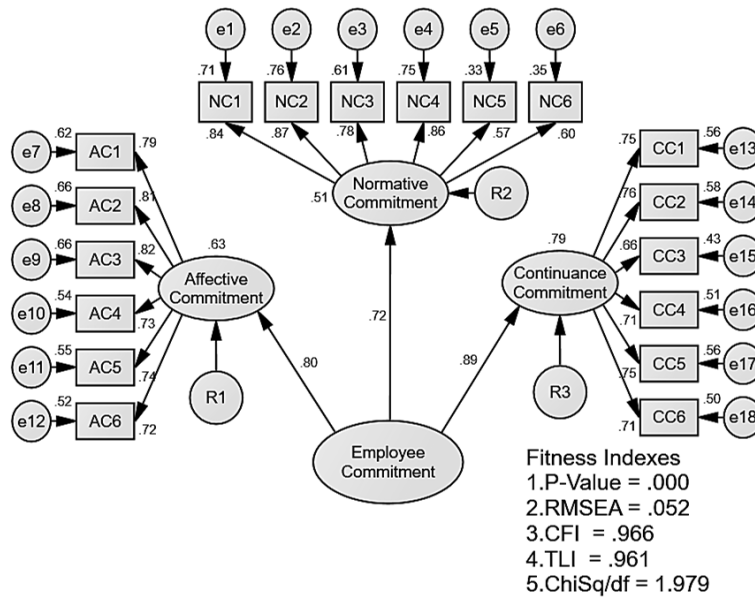 e1 e2 e3 e4 e5 e6
.71 .76 .61 .75 .33 .35
NC1 NC2 NC3 NC4 NC5 NC6
.84 .87 .78 .86 .57 .60
.51
Normative
Commitment
R2
e7 .62 AC1 .79
e8 .66 AC2 .81
e9 .66 AC3 .82
e10 .54 AC4 .73
e11 .55 AC5 .74
e12 .52 AC6 .72
.63
Affective
Commitment
R1
.75 CC1 .56 e13
.76 CC2 .58 e14
.66 CC3 .43 e15
.71 CC4 .51 e16
.75 CC5 .56 e17
.71 CC6 .50 e18
.79
Continuance
Commitment
R3
.80
.72
.89
Employee
Commitment
Fitness Indexes
1.P-Value = .000
2.RMSEA = .052
3.CFI = .966
4.TLI = .961
5.ChiSq/df = 1.979